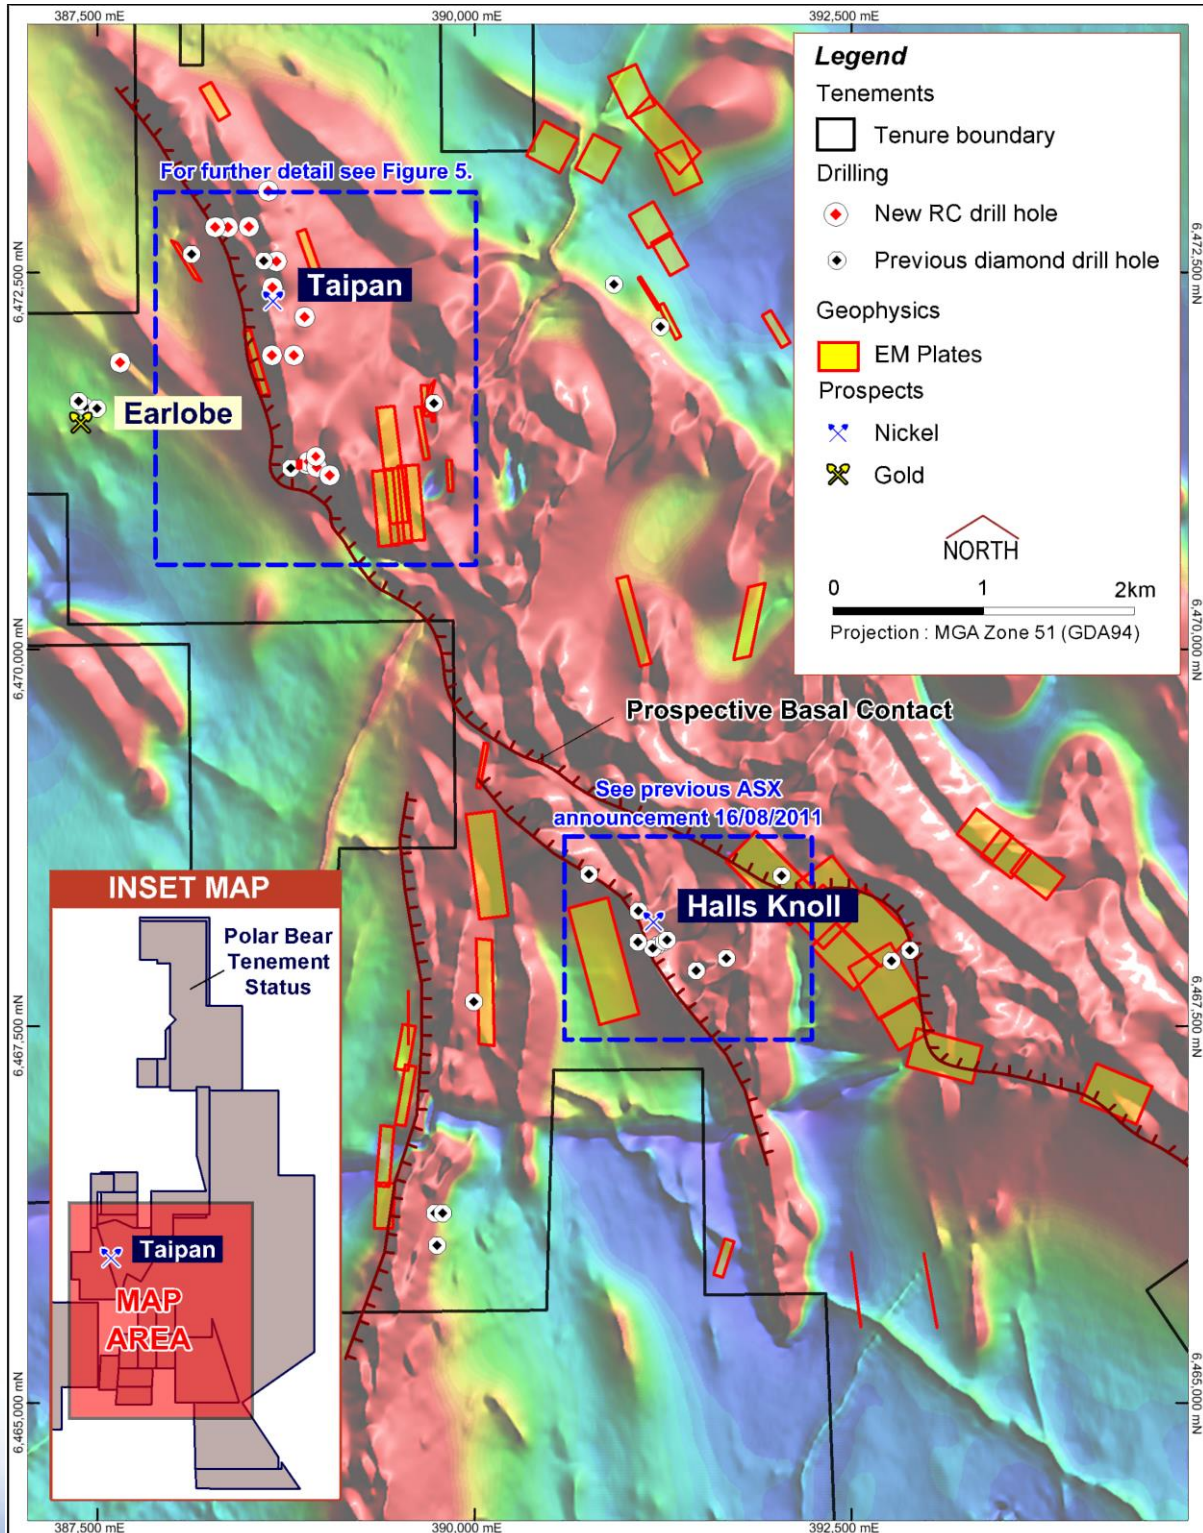 387,500 mE
390,000 mE
392,500 mE
Legend
Tenements
Tenure boundary
Drilling
New RC drill hole
Previous diamond drill hole
Geophysics
EM Plates
Prospects
Nickel
Gold
NORTH
0 1 2km
Projection : MGA Zone 51 (GDA94)
For further detail see Figure 5.
6,472,500 mN
6,472,500 mN
Taipan
Earlobe
6,470,000 mN
6,470,000 mN
Prospective Basal Contact
See previous ASX
announcement 16/08/2011
Halls Knoll
6,467,500 mN
INSET MAP
Polar Bear
Tenement
Status
Taipan
MAP
AREA
6,465,000 mN
6,465,000 mN
387,500 mE
390,000 mE
392,500 mE